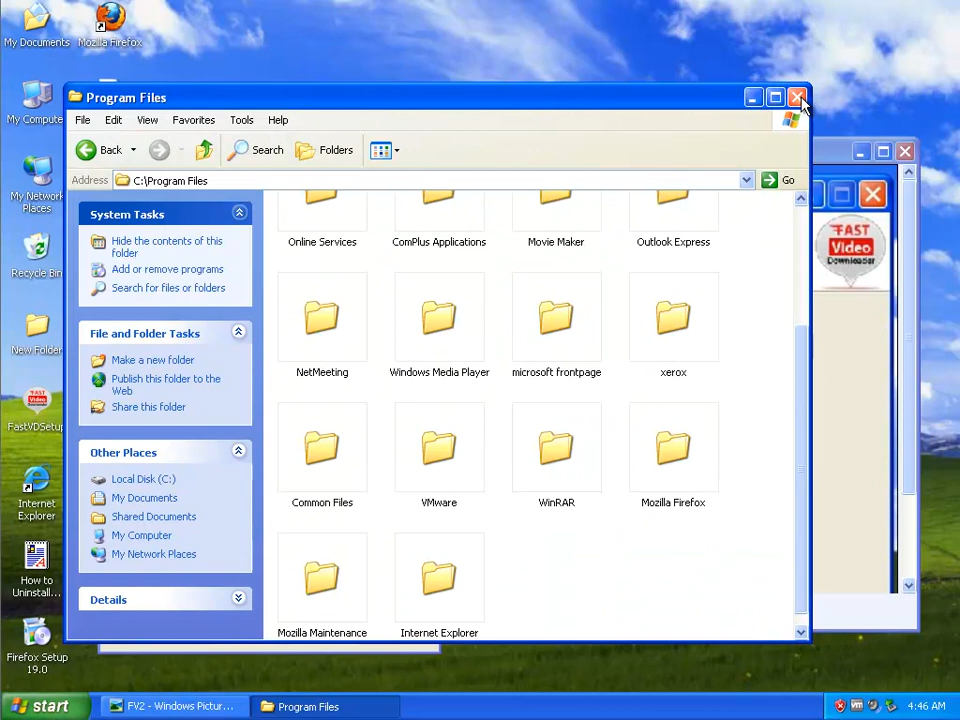 My Documents
Mozilla Firefox
My Compute
My Network
Places
Recycle Bin
New Folder
FastVDSetu
Internet
Explorer
How to
Uninstall...
Firefox Setup
19.0
Program Files
File Edit View Favorites Tools Help
Back Search Folders
Address C:\Program Files Go
System Tasks
Hide the contents of this
folder
Add or remove programs
Search for files or folders
File and Folder Tasks
Make a new folder
Publish this folder to the
Web
Share this folder
Other Places
Local Disk (C:)
My Documents
Shared Documents
My Computer
My Network Places
Details
Online Services ComPlus Applications Movie Maker Outlook Express
NetMeeting Windows Media Player microsoft frontpage xerox
Common Files VMware WinRAR Mozilla Firefox
Mozilla Maintenance Internet Explorer
FAST
Video
Downloader
start FV2 - Windows Pictur... Program Files vm 4:46 AM